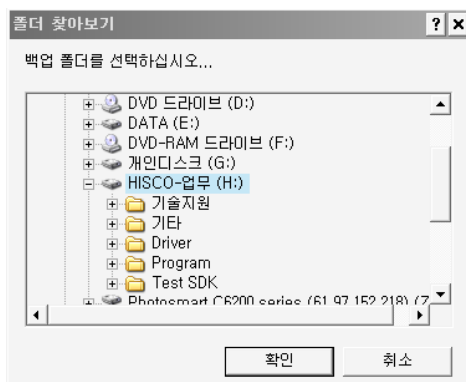 폴더 찾아보기
백업 폴더를 선택하십시오...
DVD 드라이브 (D:)
DATA (E:)
DVD-RAM 드라이브 (F:)
개인디스크 (G:)
HISCO-업무 (H:)
기술지원
기타
Driver
Program
Test SDK
Photosmart C6200 series (61.97.152.218) (Z
확인 취소